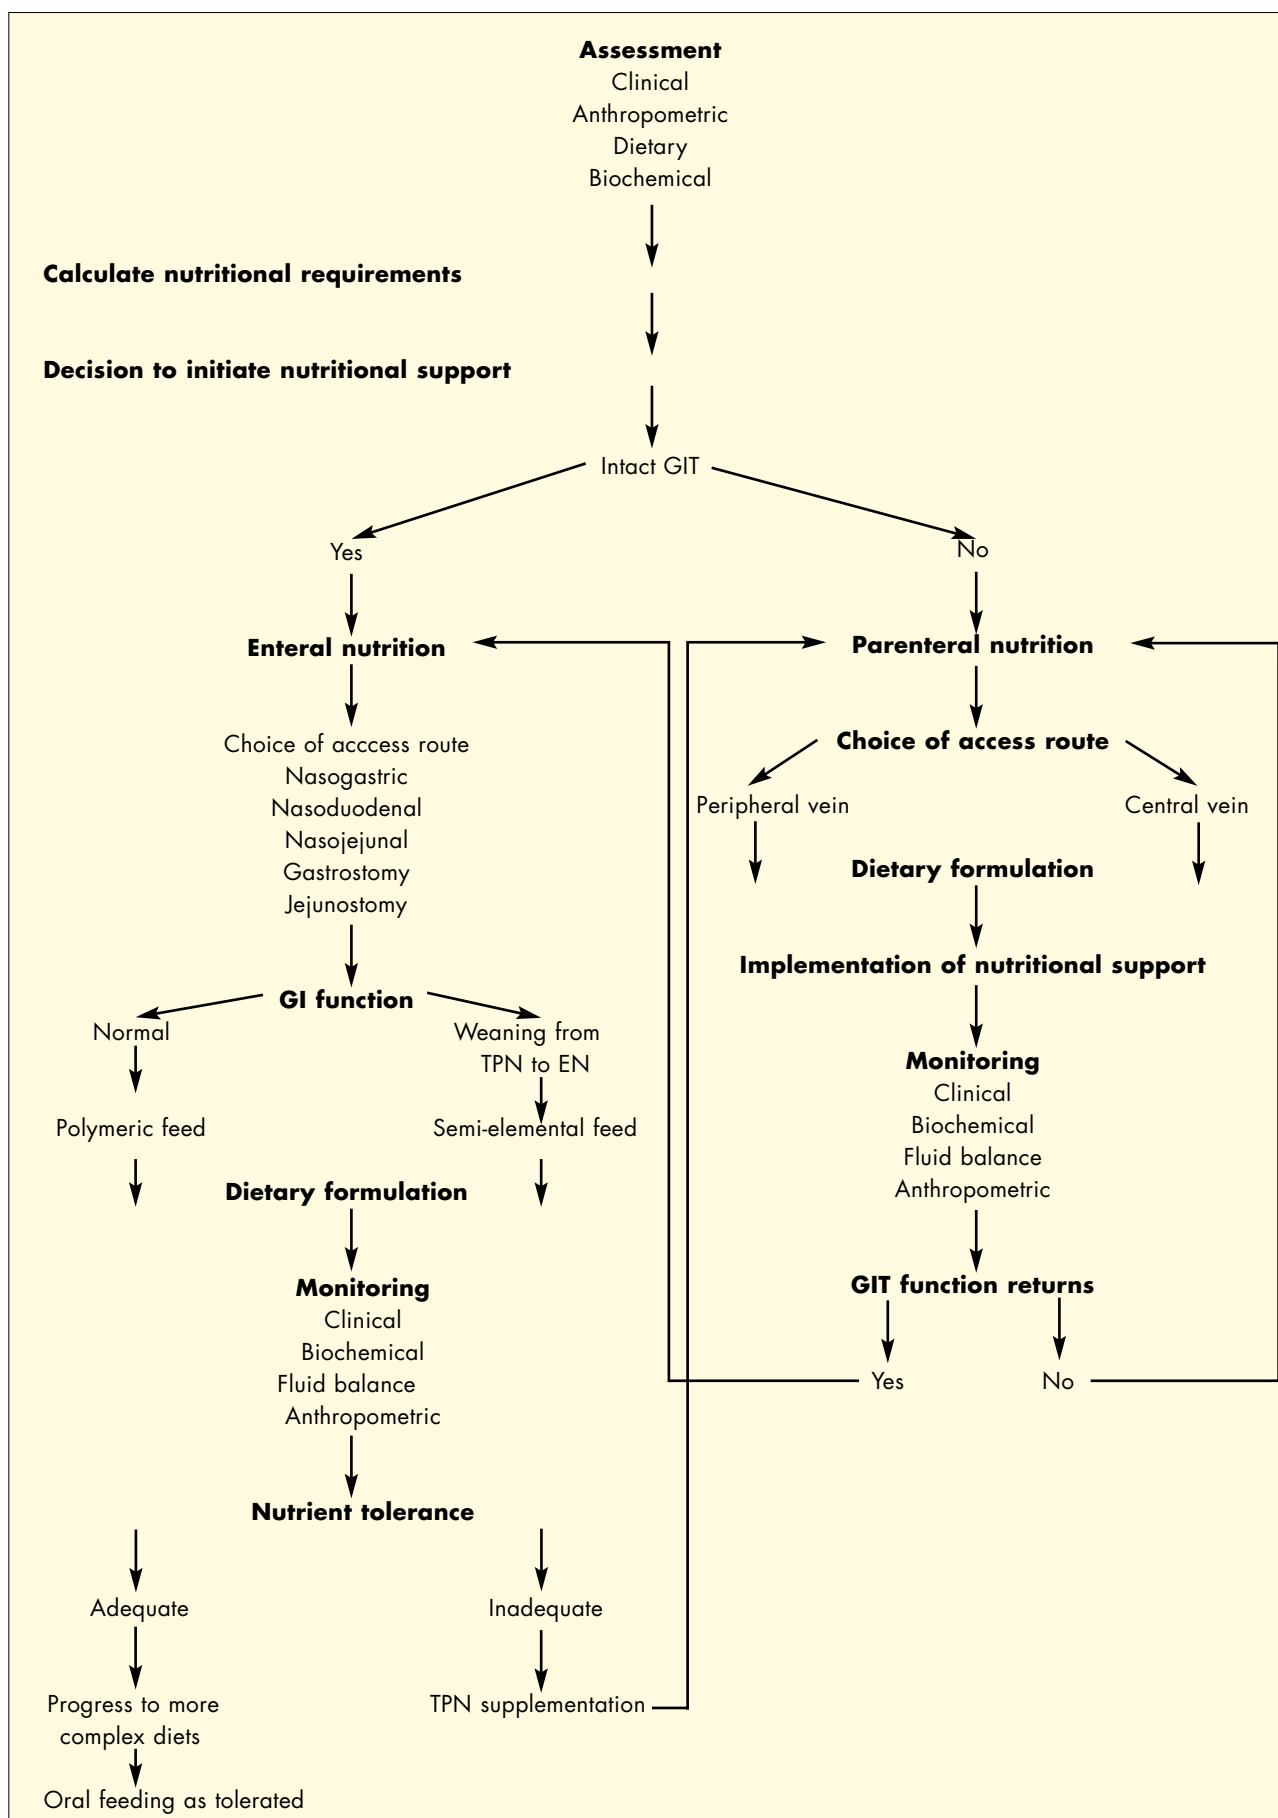 Assessment
Clinical
Anthropometric
Dietary
Biochemical
Calculate nutritional requirements
Decision to initiate nutritional support
Intact GIT
Yes
No
Enteral nutrition
Parenteral nutrition
Choice of acccess route
Nasogastric
Nasoduodenal
Nasojejunal
Gastrostomy
Jejunostomy
Choice of access route
Peripheral vein
Central vein
Dietary formulation
Implementation of nutritional support
GI function
Normal
Weaning from
TPN to EN
Polymeric feed
Semi-elemental feed
Monitoring
Clinical
Biochemical
Fluid balance
Anthropometric
Dietary formulation
Monitoring
Clinical
Biochemical
Fluid balance
Anthropometric
GIT function returns
Yes
No
Nutrient tolerance
Adequate
Inadequate
Progress to more
complex diets
TPN supplementation
Oral feeding as tolerated